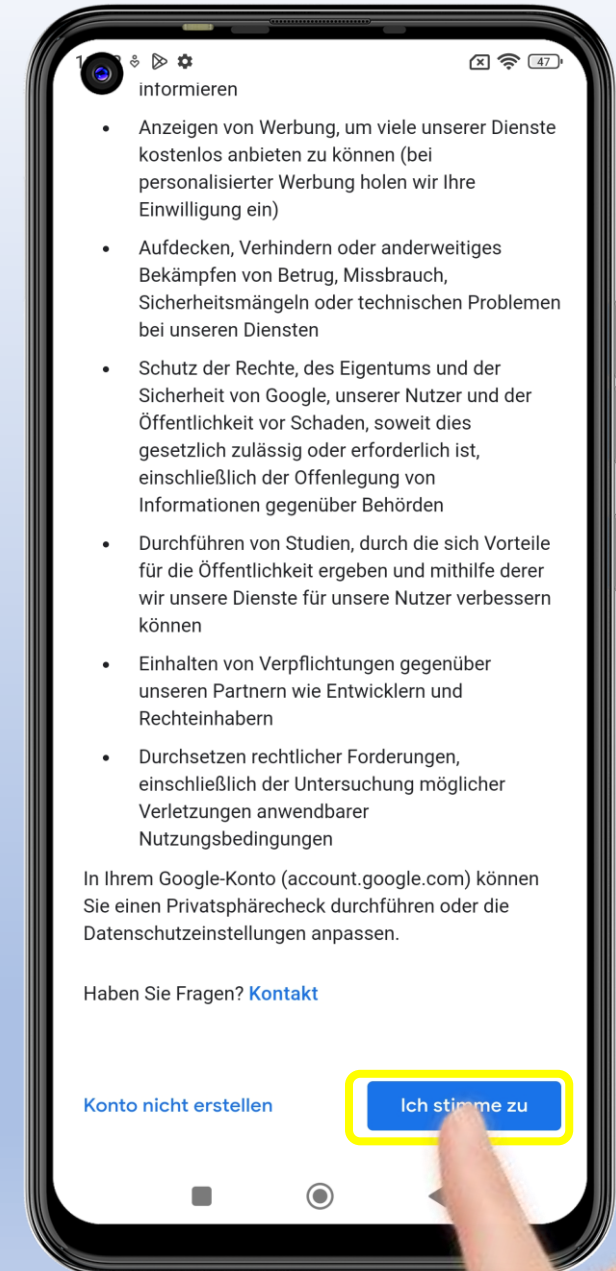 47
informieren
• Anzeigen von Werbung, um viele unserer Dienste
kostenlos anbieten zu können (bei
personalisierter Werbung holen wir Ihre
Einwilligung ein)
• Aufdecken, Verhindern oder anderweitiges
Bekämpfen von Betrug, Missbrauch,
Sicherheitsmängeln oder technischen Problemen
bei unseren Diensten
• Schutz der Rechte, des Eigentums und der
Sicherheit von Google, unserer Nutzer und der
Öffentlichkeit vor Schaden, soweit dies
gesetzlich zulässig oder erforderlich ist,
einschließlich der Offenlegung von
Informationen gegenüber Behörden
• Durchführen von Studien, durch die sich Vorteile
für die Öffentlichkeit ergeben und mithilfe derer
wir unsere Dienste für unsere Nutzer verbessern
können
• Einhalten von Verpflichtungen gegenüber
unseren Partnern wie Entwicklern und
Rechteinhabern
• Durchsetzen rechtlicher Forderungen,
einschließlich der Untersuchung möglicher
Verletzungen anwendbarer
Nutzungsbedingungen
In Ihrem Google-Konto (account.google.com) können
Sie einen Privatsphärecheck durchführen oder die
Datenschutzeinstellungen anpassen.
Haben Sie Fragen? Kontakt
Konto nicht erstellen
Ich stimme zu